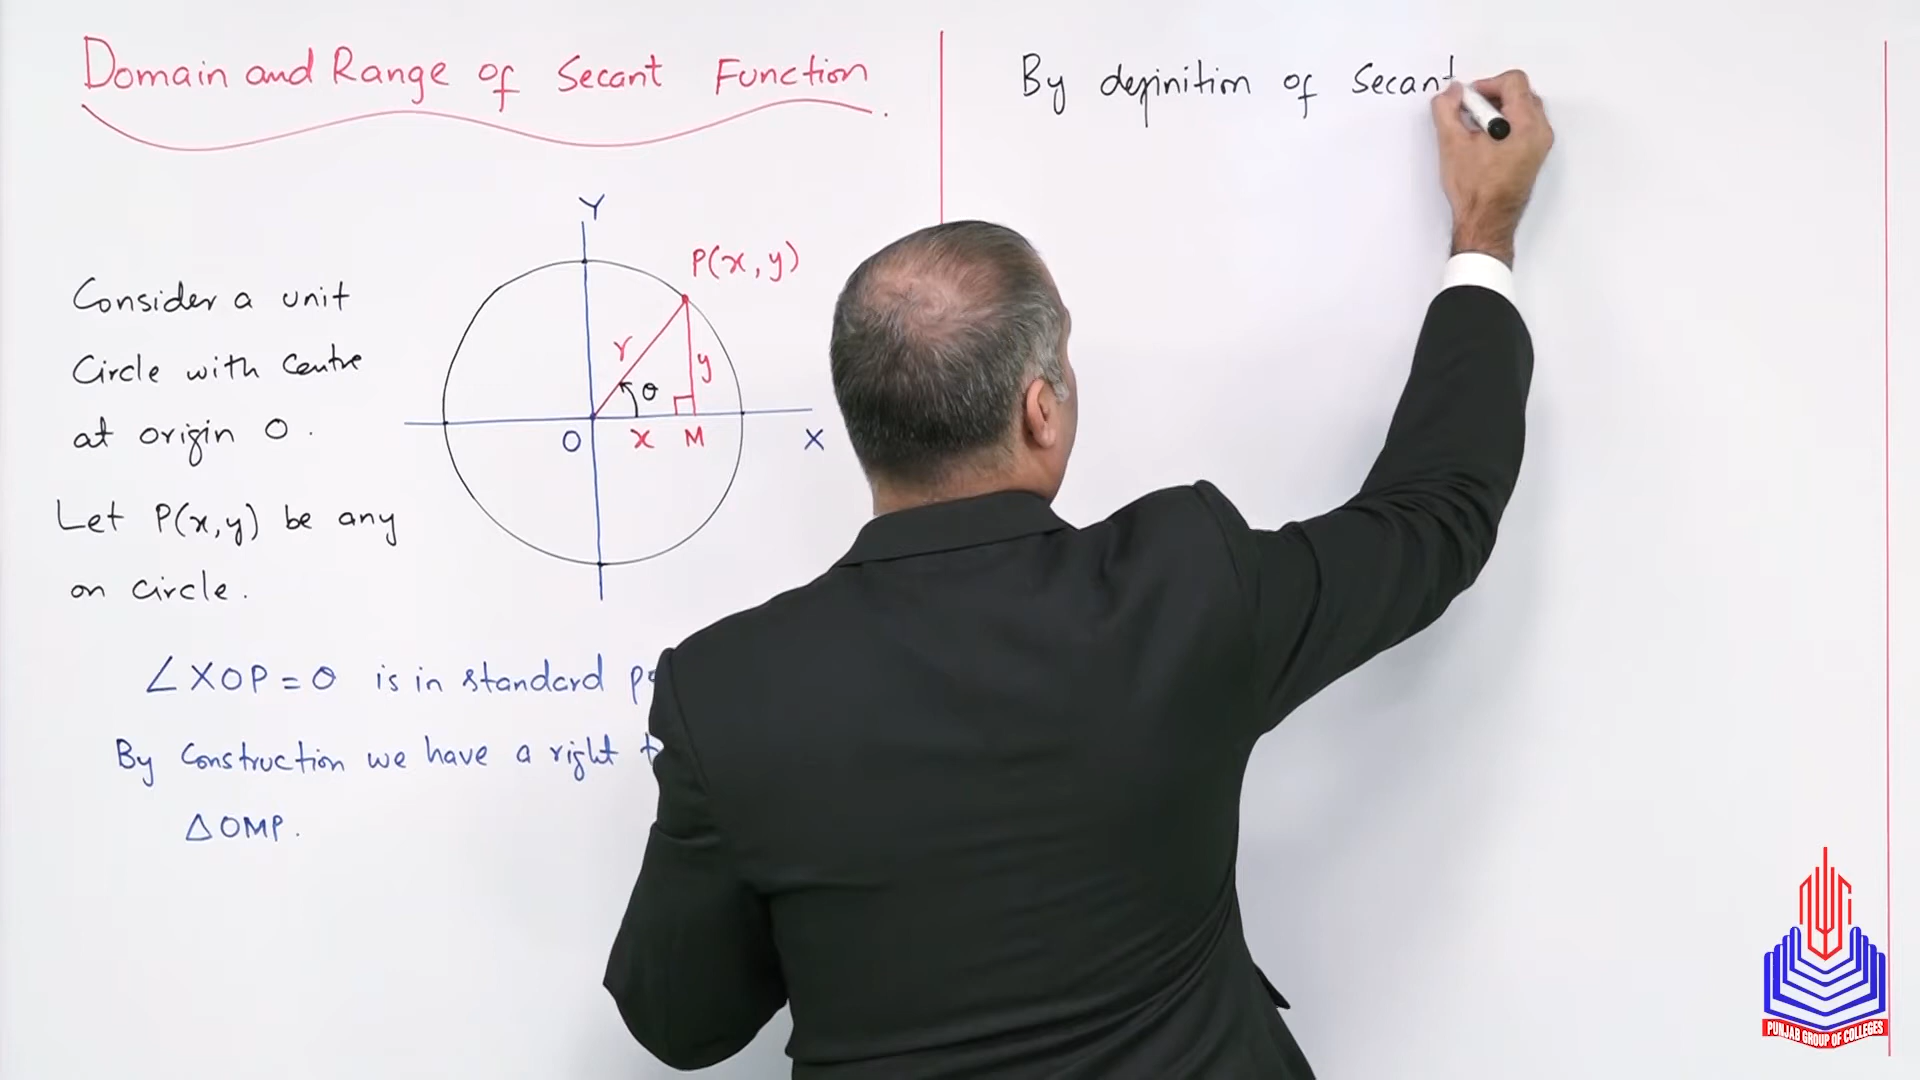 Domain and Range of Secant Function.
Consider a unit
Circle with Centre
at origin O.
Let P(x,y) be any
on circle.
Y
P(x,y)
r
y
θ
O
x
M
X
∠XOP = θ is in standard
By Construction we have a right
△OMP.
By definition of Secant
PUNJAB GROUP OF COLLEGES